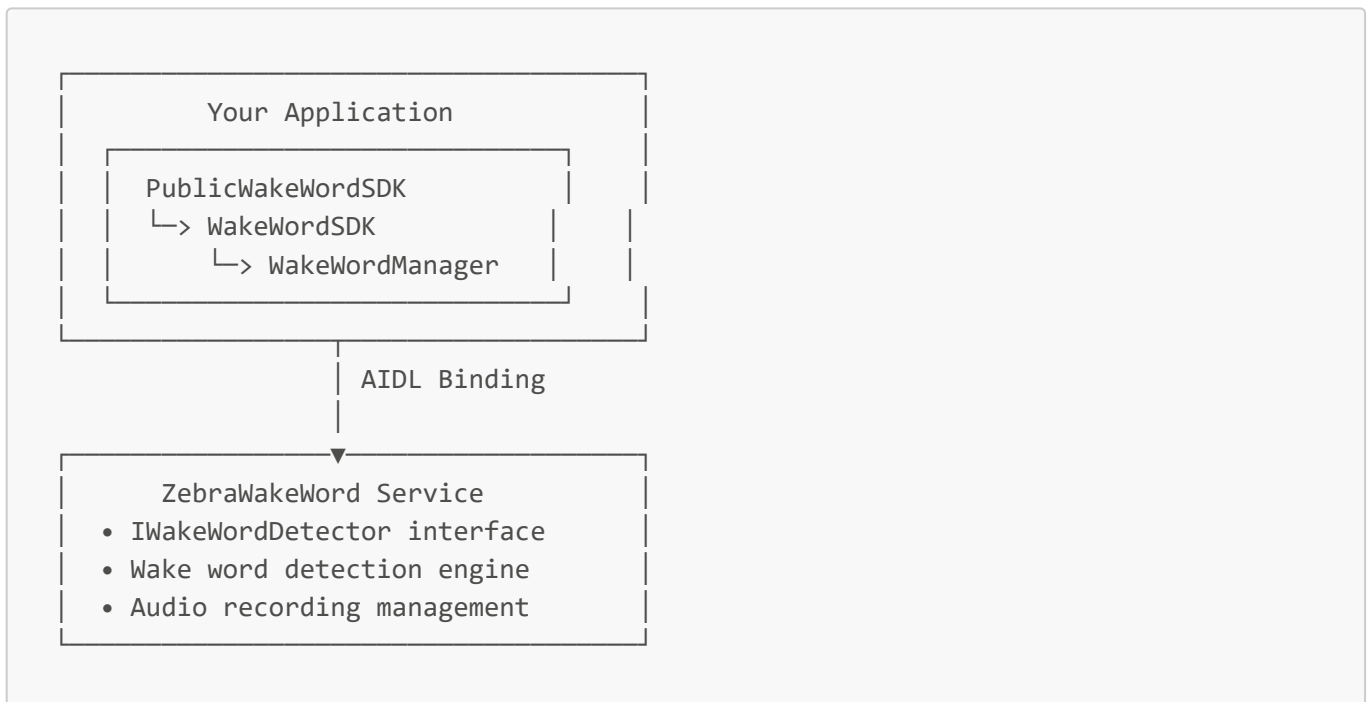 Your Application
PublicWakeWordSDK
└─> WakeWordSDK
└─> WakeWordManager
AIDL Binding
ZebraWakeWord Service
• IWakeWordDetector interface
• Wake word detection engine
• Audio recording management